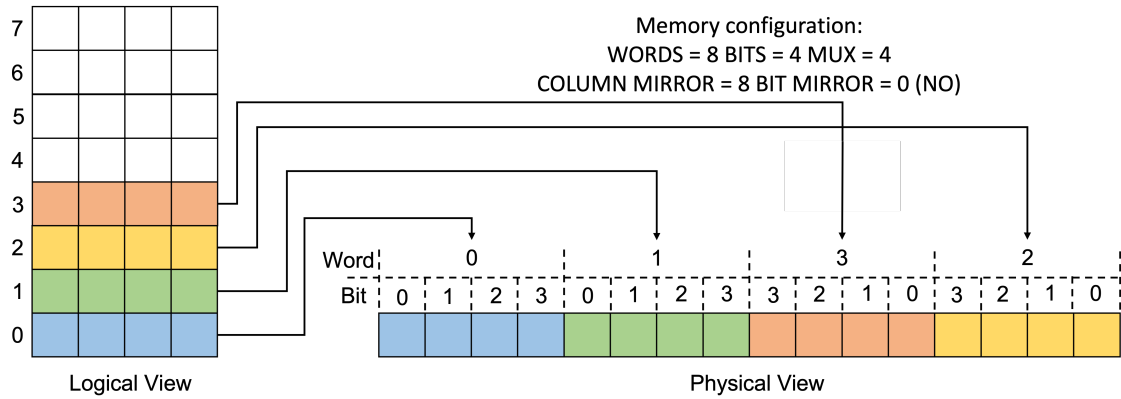 Memory configuration:
WORDS = 8 BITS = 4 MUX = 4
COLUMN MIRROR = 8 BIT MIRROR = 0 (NO)
7
6
5
4
3
2
1
0
Logical View
Word 0 1 3 2
Bit 0 1 2 3 0 1 2 3 3 2 1 0 3 2 1 0
Physical View